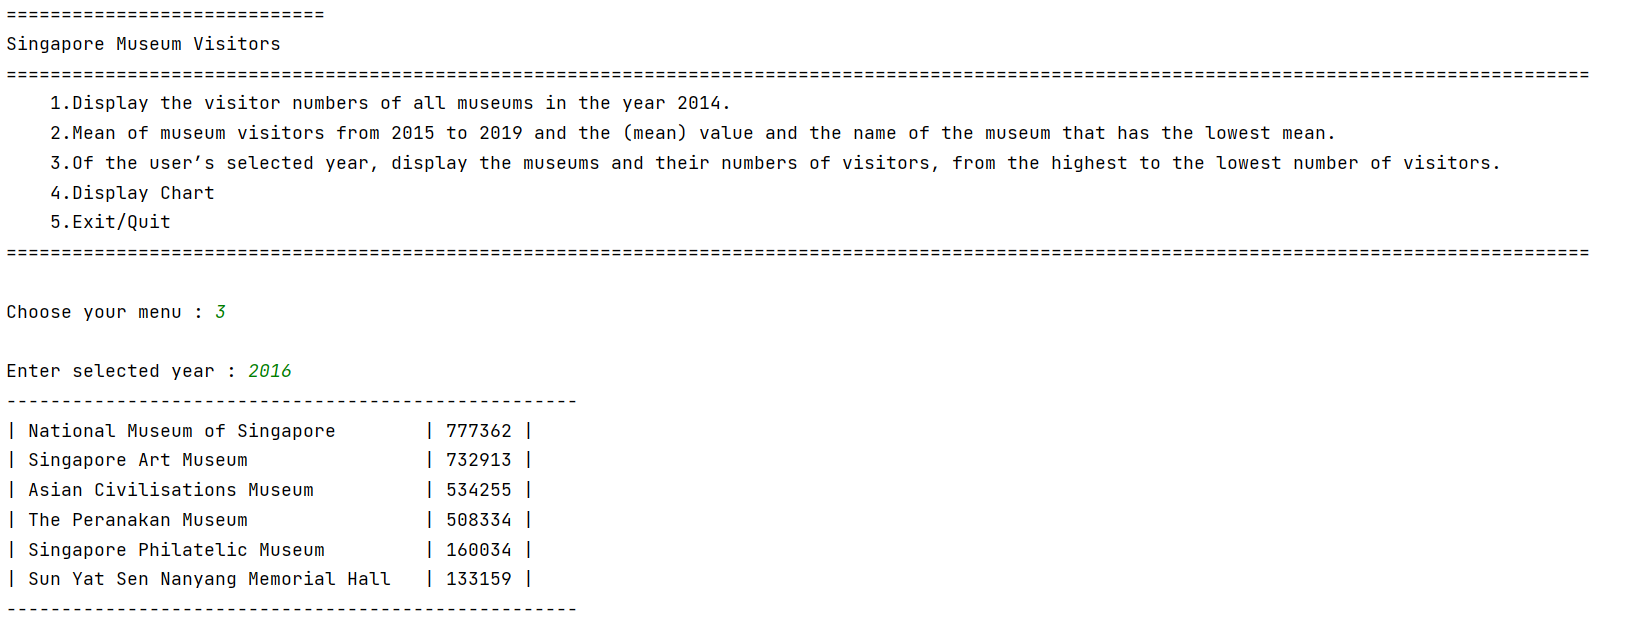 =============================
Singapore Museum Visitors
================================================================================================================================================
    1.Display the visitor numbers of all museums in the year 2014.
    2.Mean of museum visitors from 2015 to 2019 and the (mean) value and the name of the museum that has the lowest mean.
    3.Of the user’s selected year, display the museums and their numbers of visitors, from the highest to the lowest number of visitors.
    4.Display Chart
    5.Exit/Quit
================================================================================================================================================
Choose your menu : 3
Enter selected year : 2016
----------------------------------------------------
| National Museum of Singapore        | 777362 |
| Singapore Art Museum                | 732913 |
| Asian Civilisations Museum          | 534255 |
| The Peranakan Museum                | 508334 |
| Singapore Philatelic Museum         | 160034 |
| Sun Yat Sen Nanyang Memorial Hall   | 133159 |
----------------------------------------------------